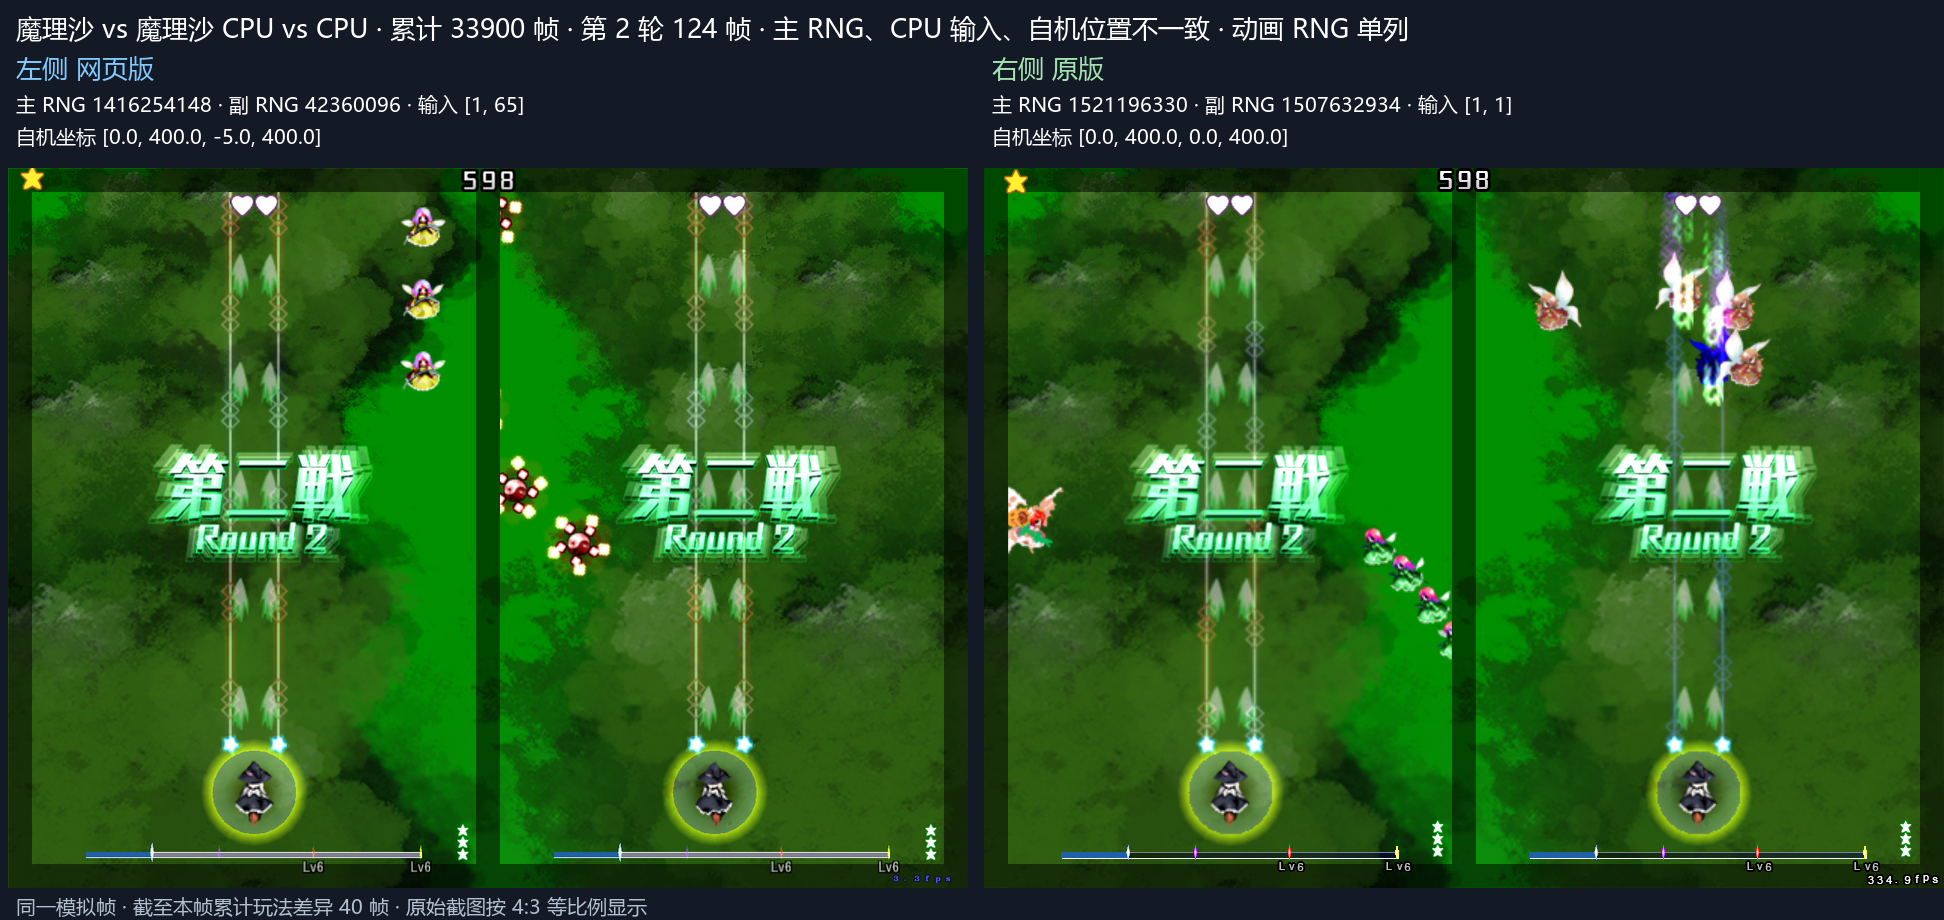 魔理沙 vs 魔理沙 CPU vs CPU · 累计 33900 帧 · 第 2 轮 124 帧 · 主 RNG、CPU 输入、自机位置不一致 · 动画 RNG 单列
左侧 网页版
主 RNG 1416254148 · 副 RNG 42360096 · 输入 [1, 65]
自机坐标 [0.0, 400.0, -5.0, 400.0]
右侧 原版
主 RNG 1521196330 · 副 RNG 1507632934 · 输入 [1, 1]
自机坐标 [0.0, 400.0, 0.0, 400.0]
598
第二戦
Round 2
第二戦
Round 2
Lv6
Lv6
Lv6
Lv6
3.3fps
598
第二戦
Round 2
第二戦
Round 2
Lv6
Lv6
Lv6
Lv6
334.9fps
同一模拟帧 · 截至本帧累计玩法差异 40 帧 · 原始截图按 4:3 等比例显示